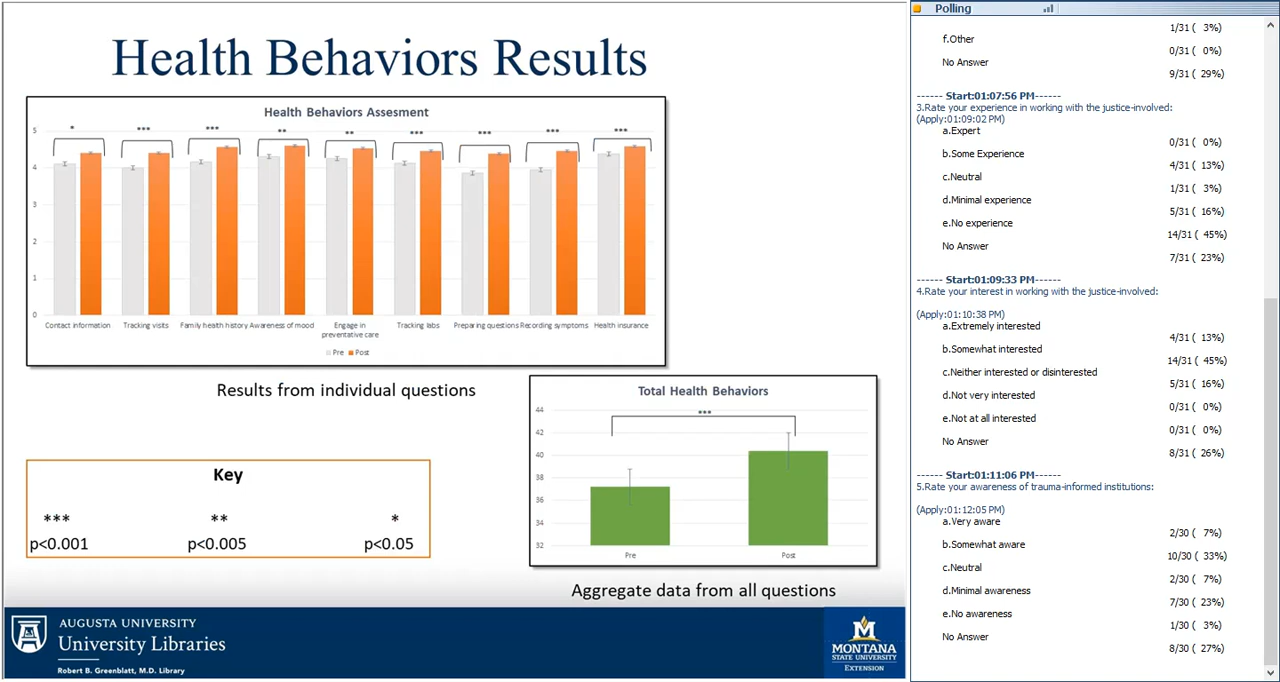 Health Behaviors Results
Health Behaviors Assesment
5
4
3
2
1
0
* *** *** ** ** *** *** *** ***
Contact information Tracking visits Family health history Awareness of mood Engage in preventative care Tracking labs Preparing questions Recording symptoms Health insurance
Pre Post
Results from individual questions
Key
*** ** *
p<0.001 p<0.005 p<0.05
Total Health Behaviors
***
44
42
40
38
36
34
32
Pre Post
Aggregate data from all questions
AUGUSTA UNIVERSITY
University Libraries
Robert B. Greenblatt, M.D. Library
M
MONTANA
STATE UNIVERSITY
EXTENSION
Polling
1/31 ( 3%)
f.Other
0/31 ( 0%)
No Answer
9/31 ( 29%)
------ Start:01:07:56 PM------
3.Rate your experience in working with the justice-involved:
(Apply:01:09:02 PM)
a.Expert
0/31 ( 0%)
b.Some Experience
4/31 ( 13%)
c.Neutral
1/31 ( 3%)
d.Minimal experience
5/31 ( 16%)
e.No experience
14/31 ( 45%)
No Answer
7/31 ( 23%)
------ Start:01:09:33 PM------
4.Rate your interest in working with the justice-involved:
(Apply:01:10:38 PM)
a.Extremely interested
4/31 ( 13%)
b.Somewhat interested
14/31 ( 45%)
c.Neither interested or disinterested
5/31 ( 16%)
d.Not very interested
0/31 ( 0%)
e.Not at all interested
0/31 ( 0%)
No Answer
8/31 ( 26%)
------ Start:01:11:06 PM------
5.Rate your awareness of trauma-informed institutions:
(Apply:01:12:05 PM)
a.Very aware
2/30 ( 7%)
b.Somewhat aware
10/30 ( 33%)
c.Neutral
2/30 ( 7%)
d.Minimal awareness
7/30 ( 23%)
e.No awareness
1/30 ( 3%)
No Answer
8/30 ( 27%)